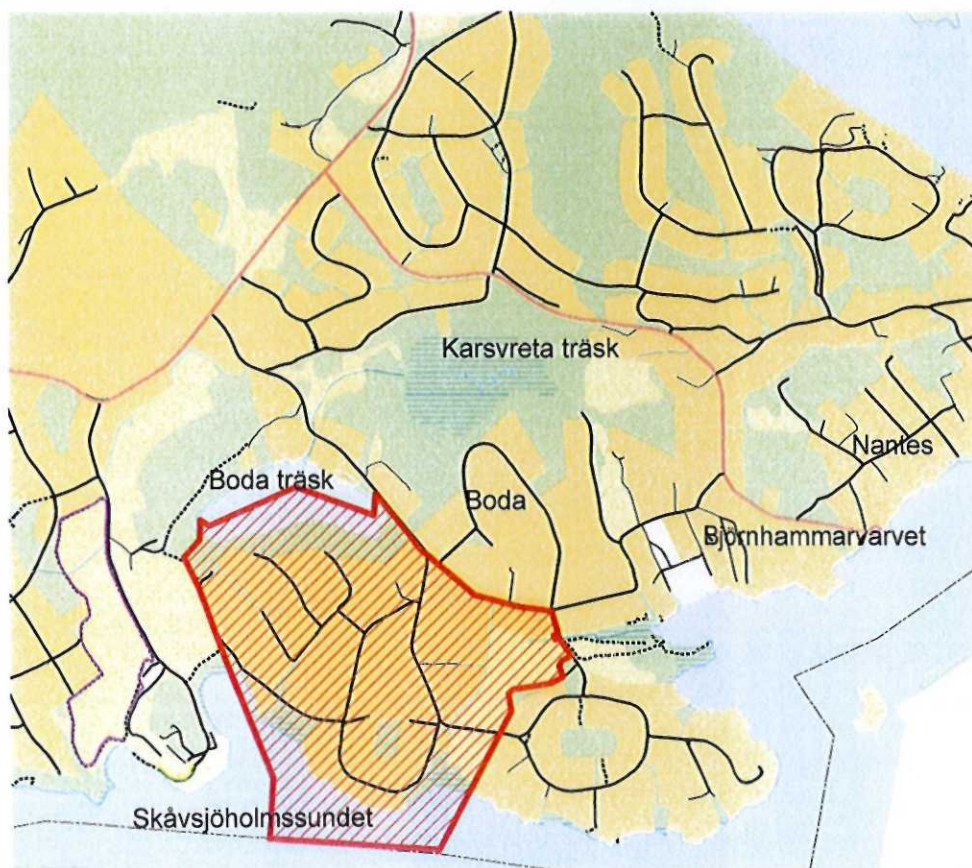 Karsvreta träsk
Nantes
Boda träsk
Boda
Björnhammarvarvet
Skåvsjöholmssundet